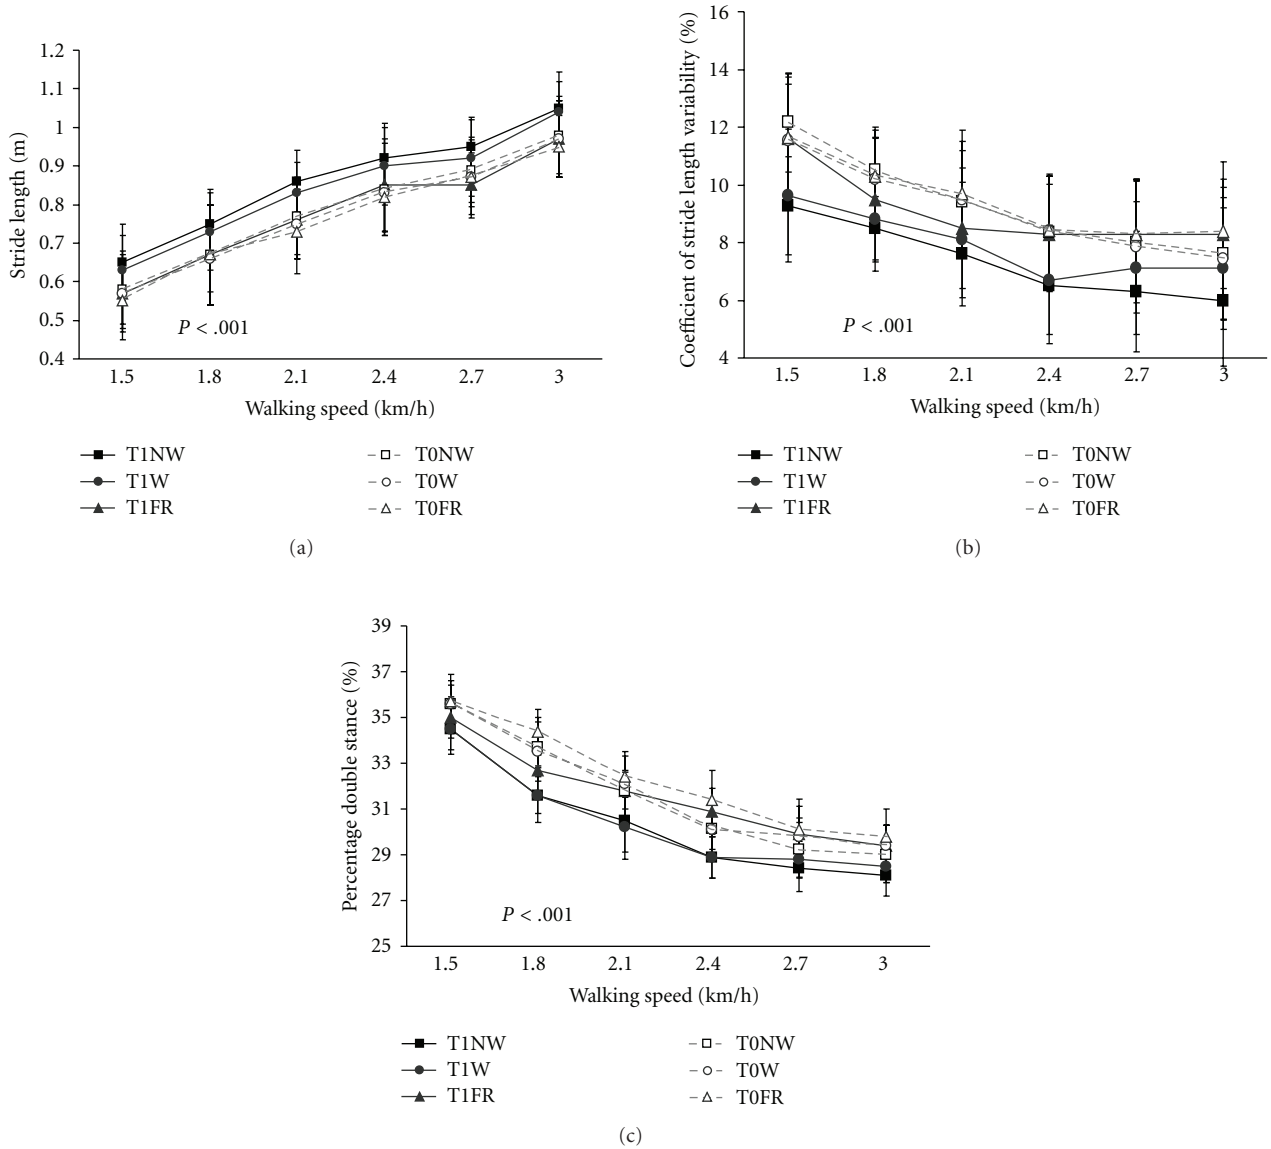 Stride length (m)
1.2
1.1
1
0.9
0.8
0.7
0.6
0.5
0.4
P < .001
1.5 1.8 2.1 2.4 2.7 3
Walking speed (km/h)
T1NW T0NW
T1W T0W
T1FR T0FR
(a)
Coefficient of stride length variability (%)
16
14
12
10
8
6
4
P < .001
1.5 1.8 2.1 2.4 2.7 3
Walking speed (km/h)
T1NW T0NW
T1W T0W
T1FR T0FR
(b)
Percentage double stance (%)
39
37
35
33
31
29
27
25
P < .001
1.5 1.8 2.1 2.4 2.7 3
Walking speed (km/h)
T1NW T0NW
T1W T0W
T1FR T0FR
(c)